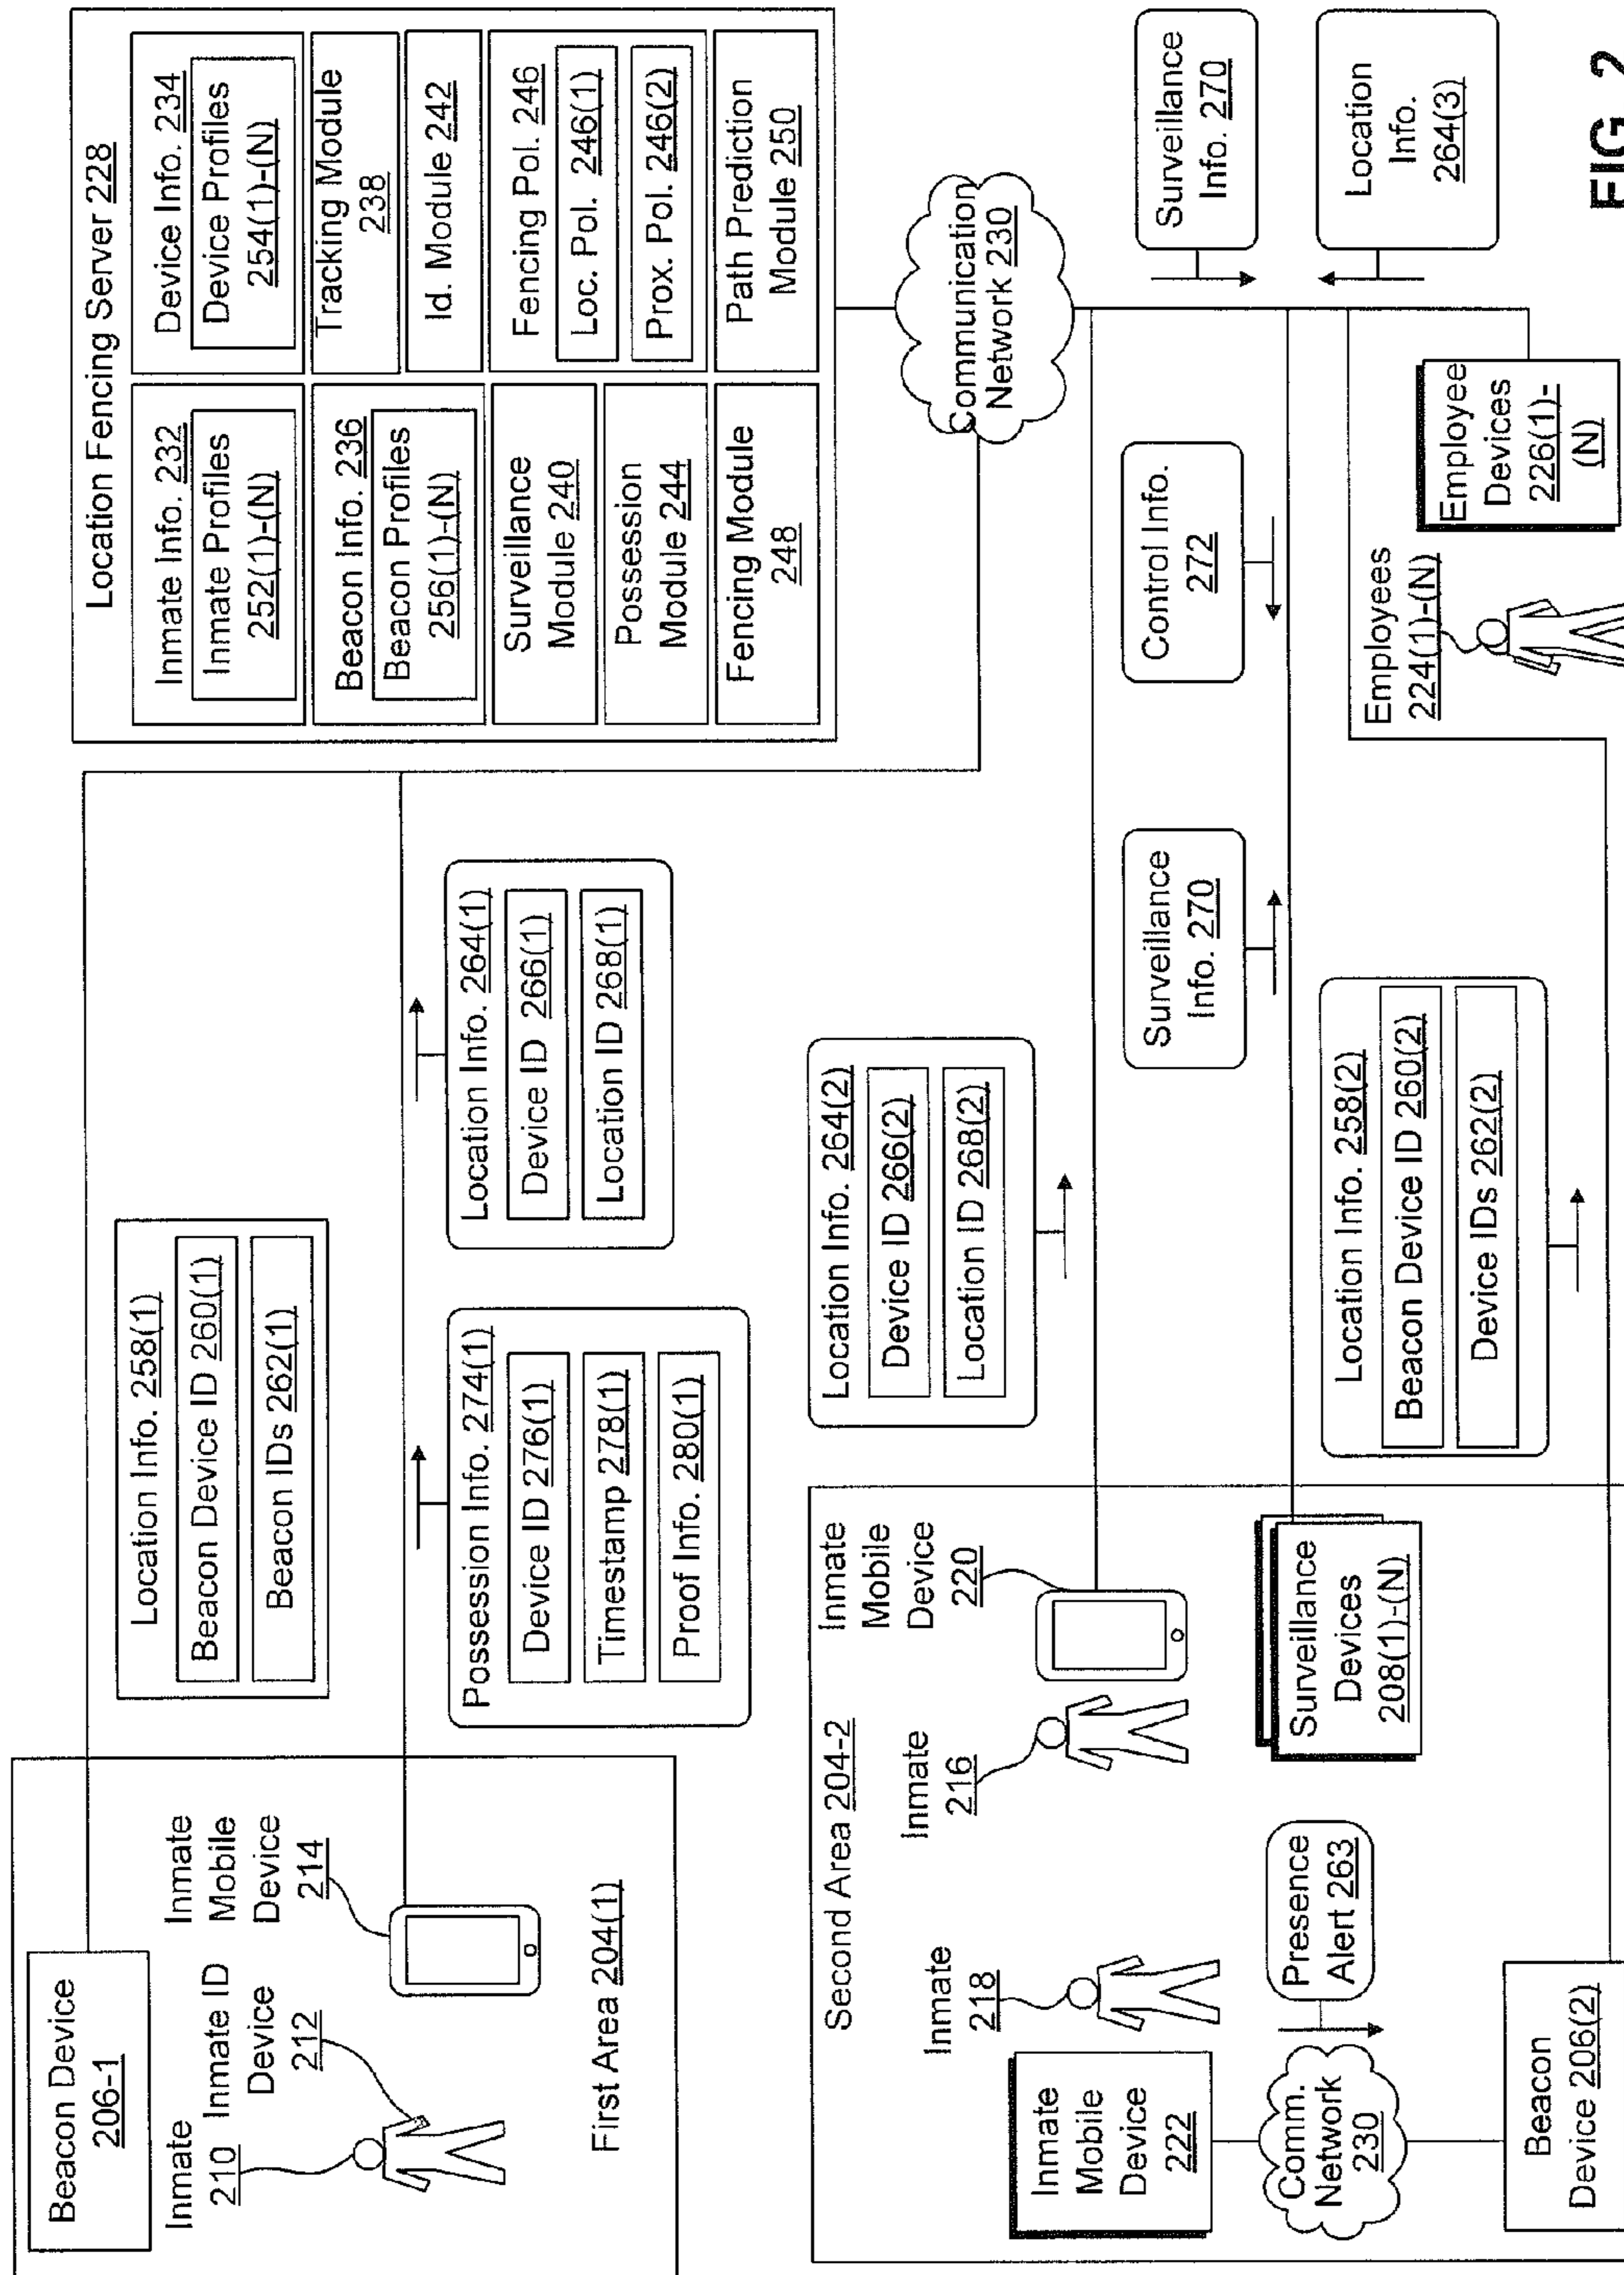 Beacon Device
206-1
Inmate
210
Inmate ID
Device
212
Inmate
Mobile
Device
214
First Area 204(1)
Location Info. 258(1)
Beacon Device ID 260(1)
Beacon IDs 262(1)
Possession Info. 274(1)
Device ID 276(1)
Timestamp 278(1)
Proof Info. 280(1)
Location Info. 264(1)
Device ID 266(1)
Location ID 268(1)
Location Fencing Server 228
Inmate Info. 232
Inmate Profiles
252(1)-(N)
Device Info. 234
Device Profiles
254(1)-(N)
Beacon Info. 236
Beacon Profiles
256(1)-(N)
Tracking Module
238
Surveillance
Module 240
Id. Module 242
Possession
Module 244
Fencing Pol. 246
Loc. Pol. 246(1)
Prox. Pol. 246(2)
Fencing Module
248
Path Prediction
Module 250
Communication
Network 230
Second Area 204-2
Inmate
218
Inmate
216
Inmate
Mobile
Device
220
Inmate
Mobile
Device
222
Comm.
Network
230
Presence
Alert 263
Surveillance
Devices
208(1)-(N)
Beacon
Device 206(2)
Location Info. 264(2)
Device ID 266(2)
Location ID 268(2)
Surveillance
Info. 270
Control Info.
272
Location Info. 258(2)
Beacon Device ID 260(2)
Device IDs 262(2)
Employees
224(1)-(N)
Employee
Devices
226(1)-
(N)
Surveillance
Info. 270
Location
Info.
264(3)
FIG. 2